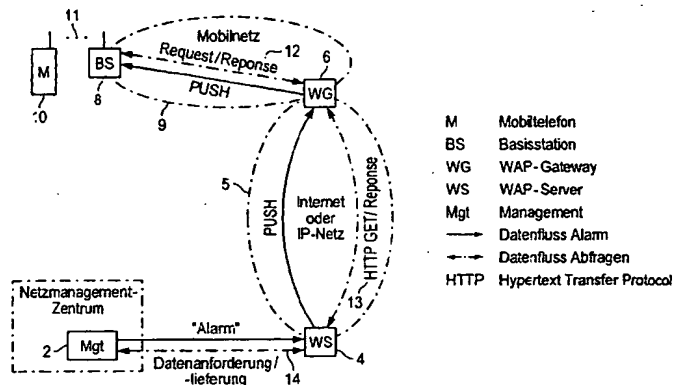 11
Mobilnetz
12
Request/Reponse
6
M
BS
PUSH
WG
10
8
9
5
PUSH
Internet
oder
IP-Netz
HTTP GET/Reponse
13
M Mobiltelefon
BS Basisstation
WG WAP-Gateway
WS WAP-Server
Mgt Management
Datenfluss Alarm
Datenfluss Abfragen
HTTP Hypertext Transfer Protocol
Netzmanagement-
Zentrum
2
Mgt
"Alarm"
WS
4
Datenanforderung/
-lieferung
14